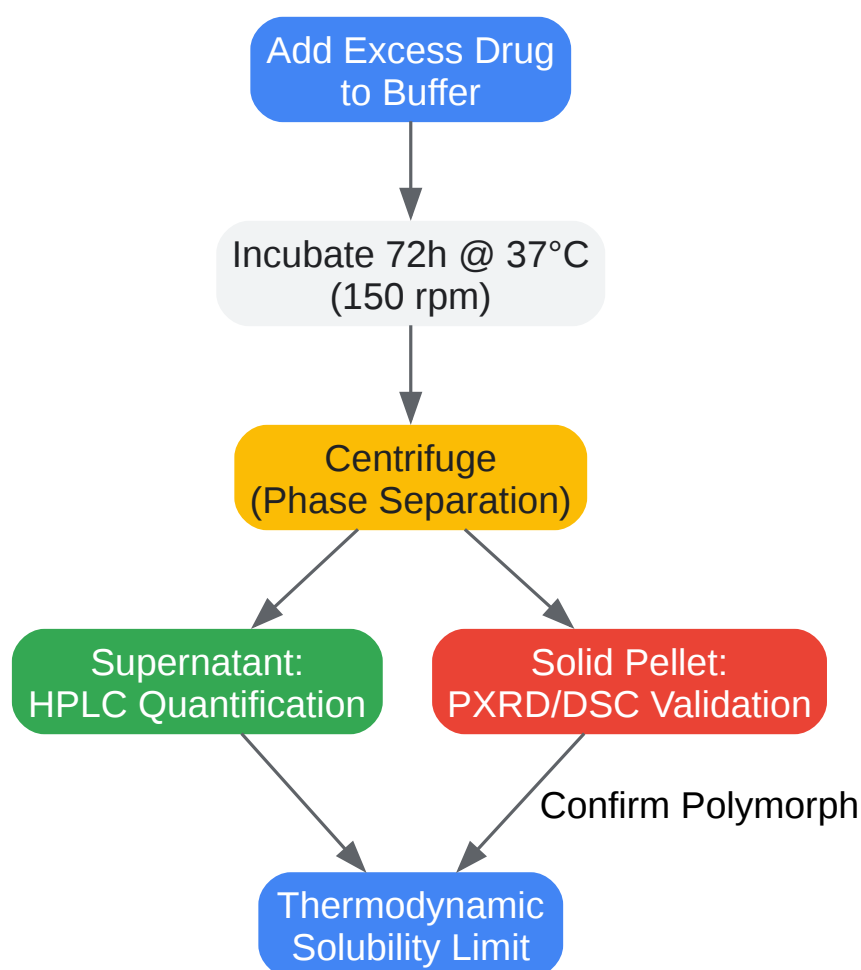 Add Excess Drug
to Buffer
Incubate 72h @ 37°C
(150 rpm)
Centrifuge
(Phase Separation)
Supernatant:
HPLC Quantification
Solid Pellet:
PXRD/DSC Validation
Confirm Polymorph
Thermodynamic
Solubility Limit